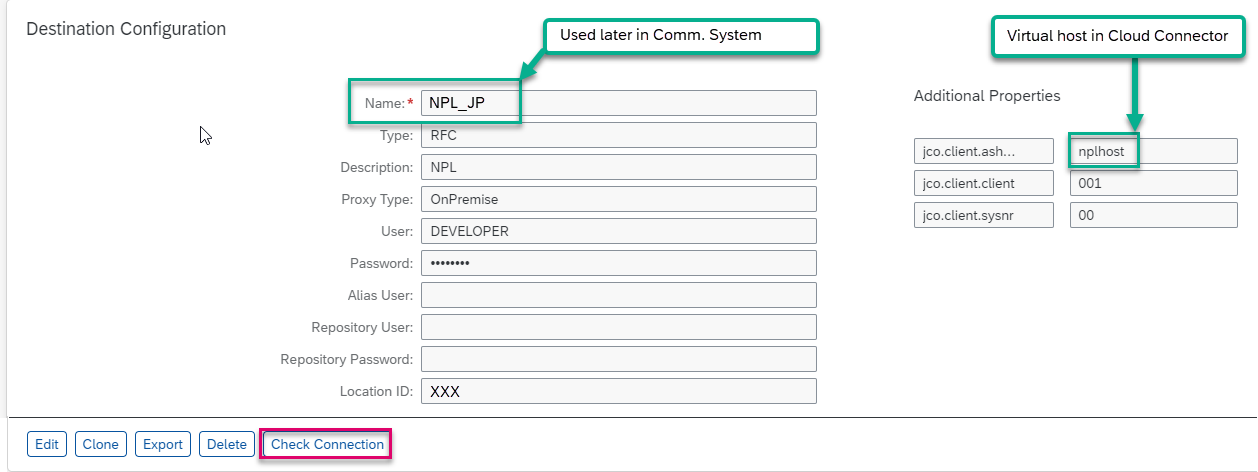 Destination Configuration
Used later in Comm. System
Virtual host in Cloud Connector
Name:* NPL_JP
Type: RFC
Description: NPL
Proxy Type: OnPremise
User: DEVELOPER
Password: ••••••••
Alias User:
Repository User:
Repository Password:
Location ID: XXX
Additional Properties
jco.client.ash... nplhost
jco.client.client 001
jco.client.sysnr 00
Edit Clone Export Delete Check Connection